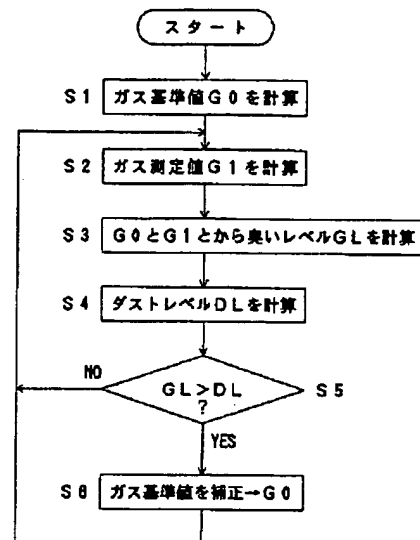 スタート
S1 ガス基準値G0を計算
S2 ガス測定値G1を計算
S3 G0とG1とから臭いレベルGLを計算
S4 ダストレベルDLを計算
NO
GL>DL S5
?
YES
S6 ガス基準値を補正→G0